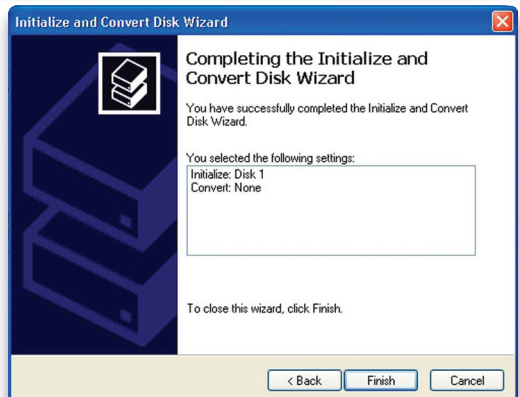 Initialize and Convert Disk Wizard
Completing the Initialize and
Convert Disk Wizard
You have successfully completed the Initialize and Convert
Disk Wizard.
You selected the following settings:
Initialize: Disk 1
Convert: None
To close this wizard, click Finish.
< Back Finish Cancel